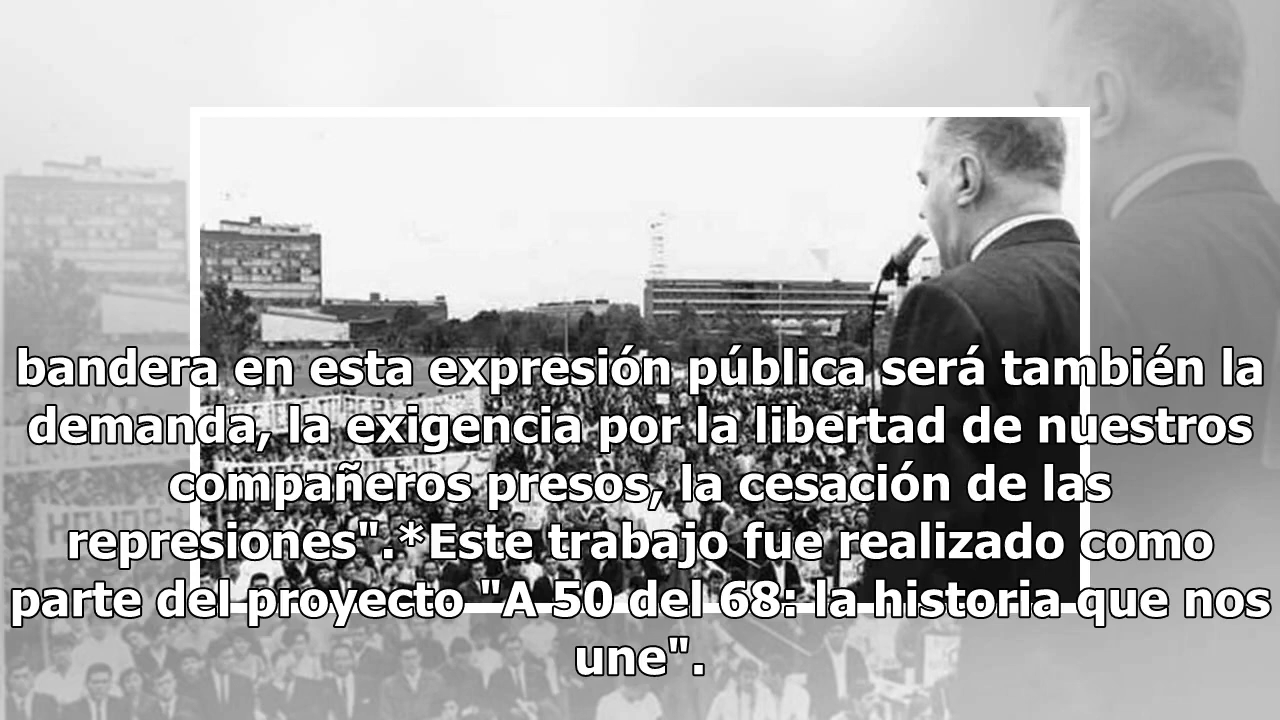 bandera en esta expresión pública será también la
demanda, la exigencia por la libertad de nuestros
compañeros presos, la cesación de las
represiones".*Este trabajo fue realizado como
parte del proyecto "A 50 del 68: la historia que nos
une".